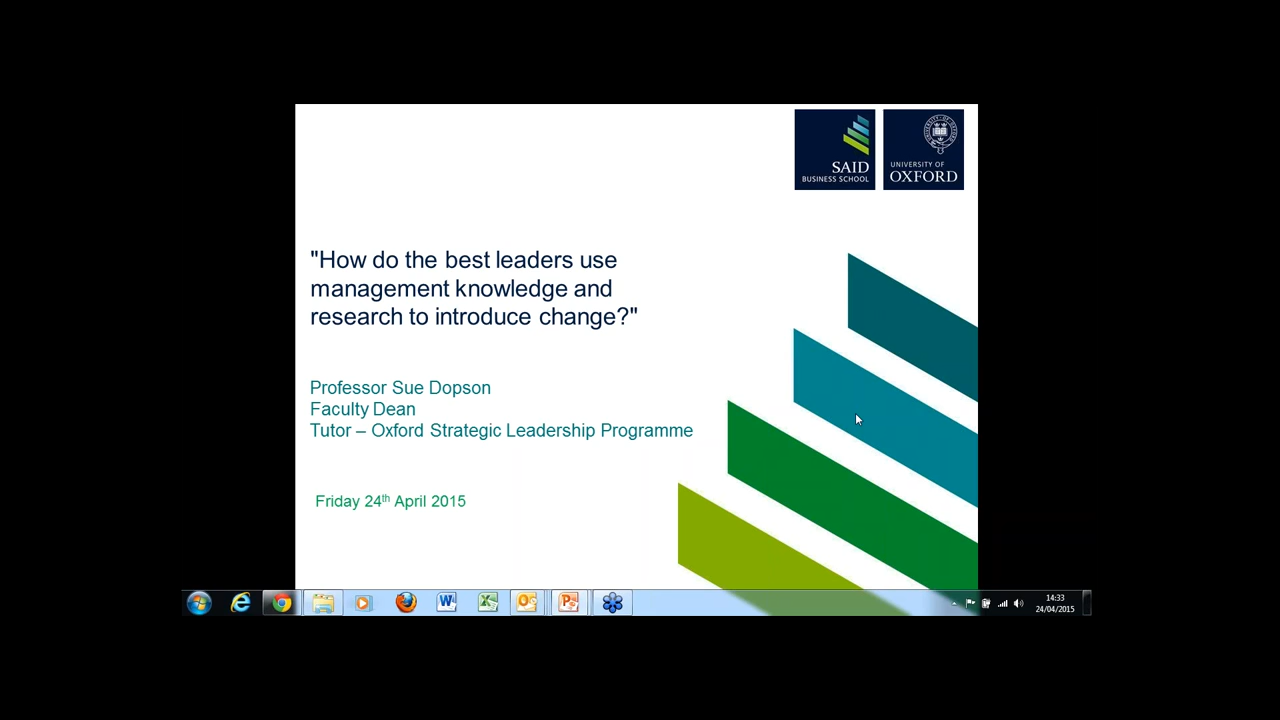 SAID
BUSINESS SCHOOL
UNIVERSITY OF
OXFORD
"How do the best leaders use
management knowledge and
research to introduce change?"
Professor Sue Dopson
Faculty Dean
Tutor – Oxford Strategic Leadership Programme
Friday 24th April 2015
14:33
24/04/2015